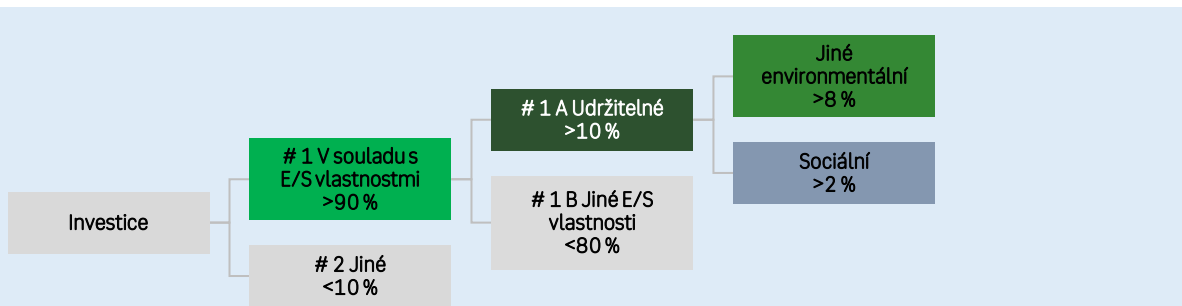 Investice
# 1 V souladu s
E/S vlastnostmi
>90 %
# 2 Jiné
<10 %
# 1 A Udržitelné
>10 %
# 1 B Jiné E/S
vlastnosti
<80 %
Jiné
environmentální
>8 %
Sociální
>2 %